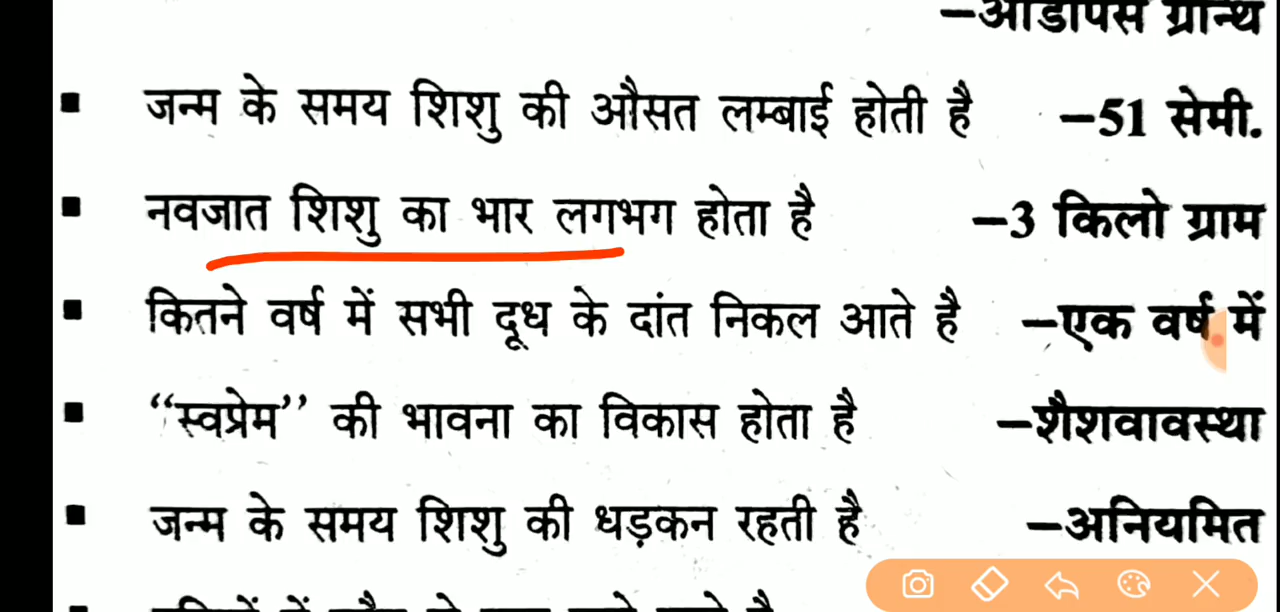 –आडीपस ग्रन्थि
▪ जन्म के समय शिशु की औसत लम्बाई होती है –51 सेमी.
▪ नवजात शिशु का भार लगभग होता है –3 किलो ग्राम
▪ कितने वर्ष में सभी दूध के दांत निकल आते है –एक वर्ष में
▪ “स्वप्रेम” की भावना का विकास होता है –शैशवावस्था
▪ जन्म के समय शिशु की धड़कन रहती है –अनियमित